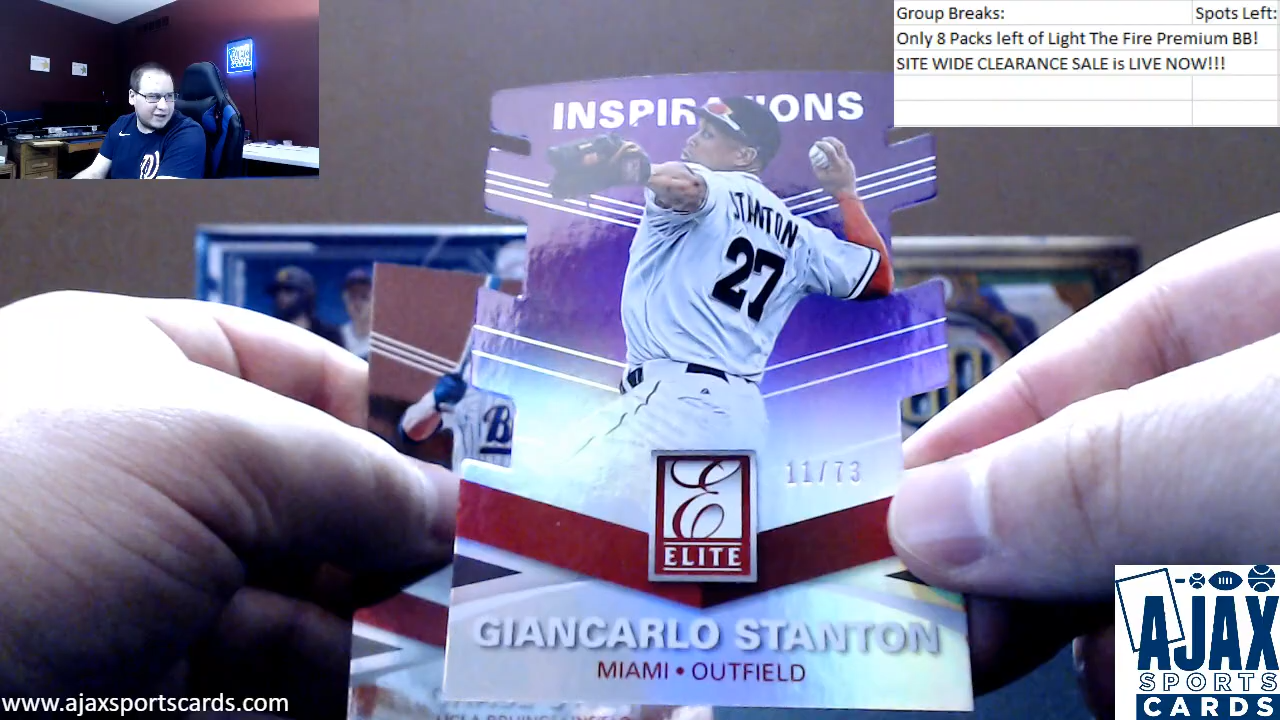 Group Breaks: Spots Left:
Only 8 Packs left of Light The Fire Premium BB!
SITE WIDE CLEARANCE SALE is LIVE NOW!!!
INSPIRATIONS
STANTON
27
B
11/73
E
ELITE
GIANCARLO STANTON
MIAMI • OUTFIELD
www.ajaxsportscards.com
AJAX
SPORTS
CARDS